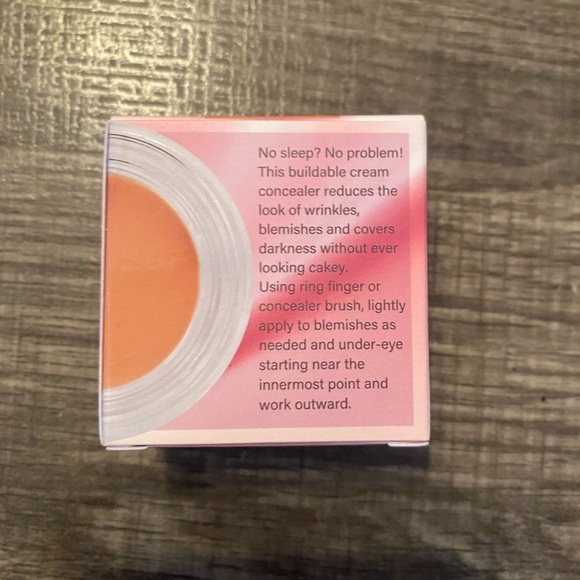 No sleep? No problem!
This buildable cream
concealer reduces the
look of wrinkles,
blemishes and covers
darkness without ever
looking cakey.
Using ring finger or
concealer brush, lightly
apply to blemishes as
needed and under-eye
starting near the
innermost point and
work outward.